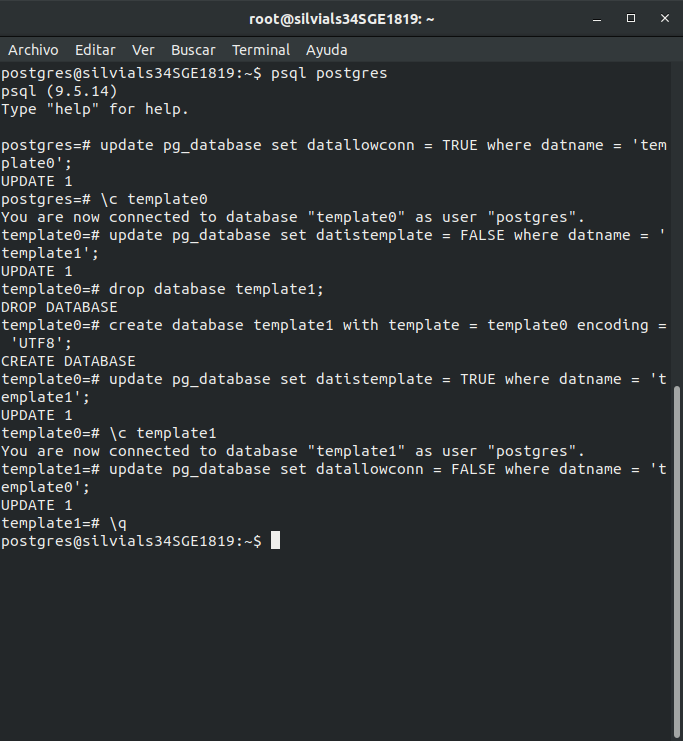 root@silvials34SGE1819: ~
Archivo Editar Ver Buscar Terminal Ayuda
postgres@silvials34SGE1819:~$ psql postgres
psql (9.5.14)
Type "help" for help.
postgres=# update pg_database set datallowconn = TRUE where datname = 'tem
plate0';
UPDATE 1
postgres=# \c template0
You are now connected to database "template0" as user "postgres".
template0=# update pg_database set datistemplate = FALSE where datname = '
template1';
UPDATE 1
template0=# drop database template1;
DROP DATABASE
template0=# create database template1 with template = template0 encoding =
 'UTF8';
CREATE DATABASE
template0=# update pg_database set datistemplate = TRUE where datname = 't
emplate1';
UPDATE 1
template0=# \c template1
You are now connected to database "template1" as user "postgres".
template1=# update pg_database set datallowconn = FALSE where datname = 't
emplate0';
UPDATE 1
template1=# \q
postgres@silvials34SGE1819:~$